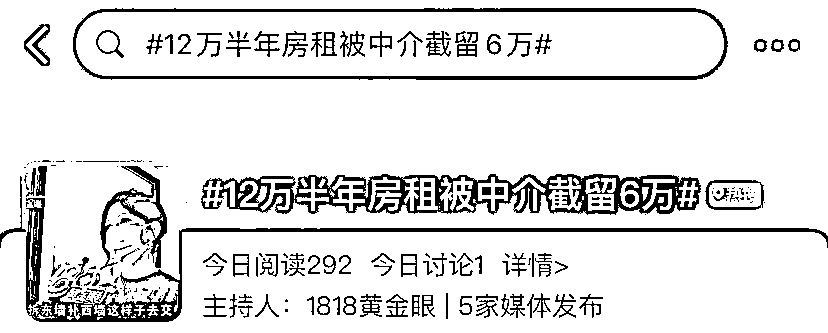 #12万半年房租被中介截留6万#
#12万半年房租被中介截留6万#
拆东墙补西墙这样子去交
今日阅读292 今日讨论1 详情>
主持人：1818黄金眼 | 5家媒体发布